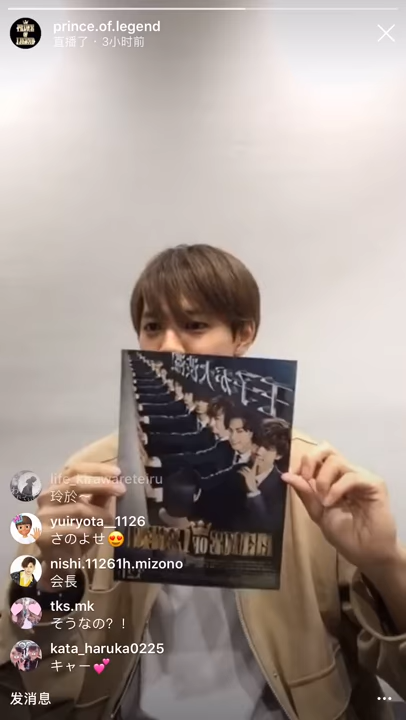 prince.of.legend
直播了・3小时前
life_kirawareteiru
玲於〜
yuiryota__1126
さのよせ😍
nishi.11261h.mizono
会長
tks.mk
そうなの？！
kata_haruka0225
キャー💕
发消息